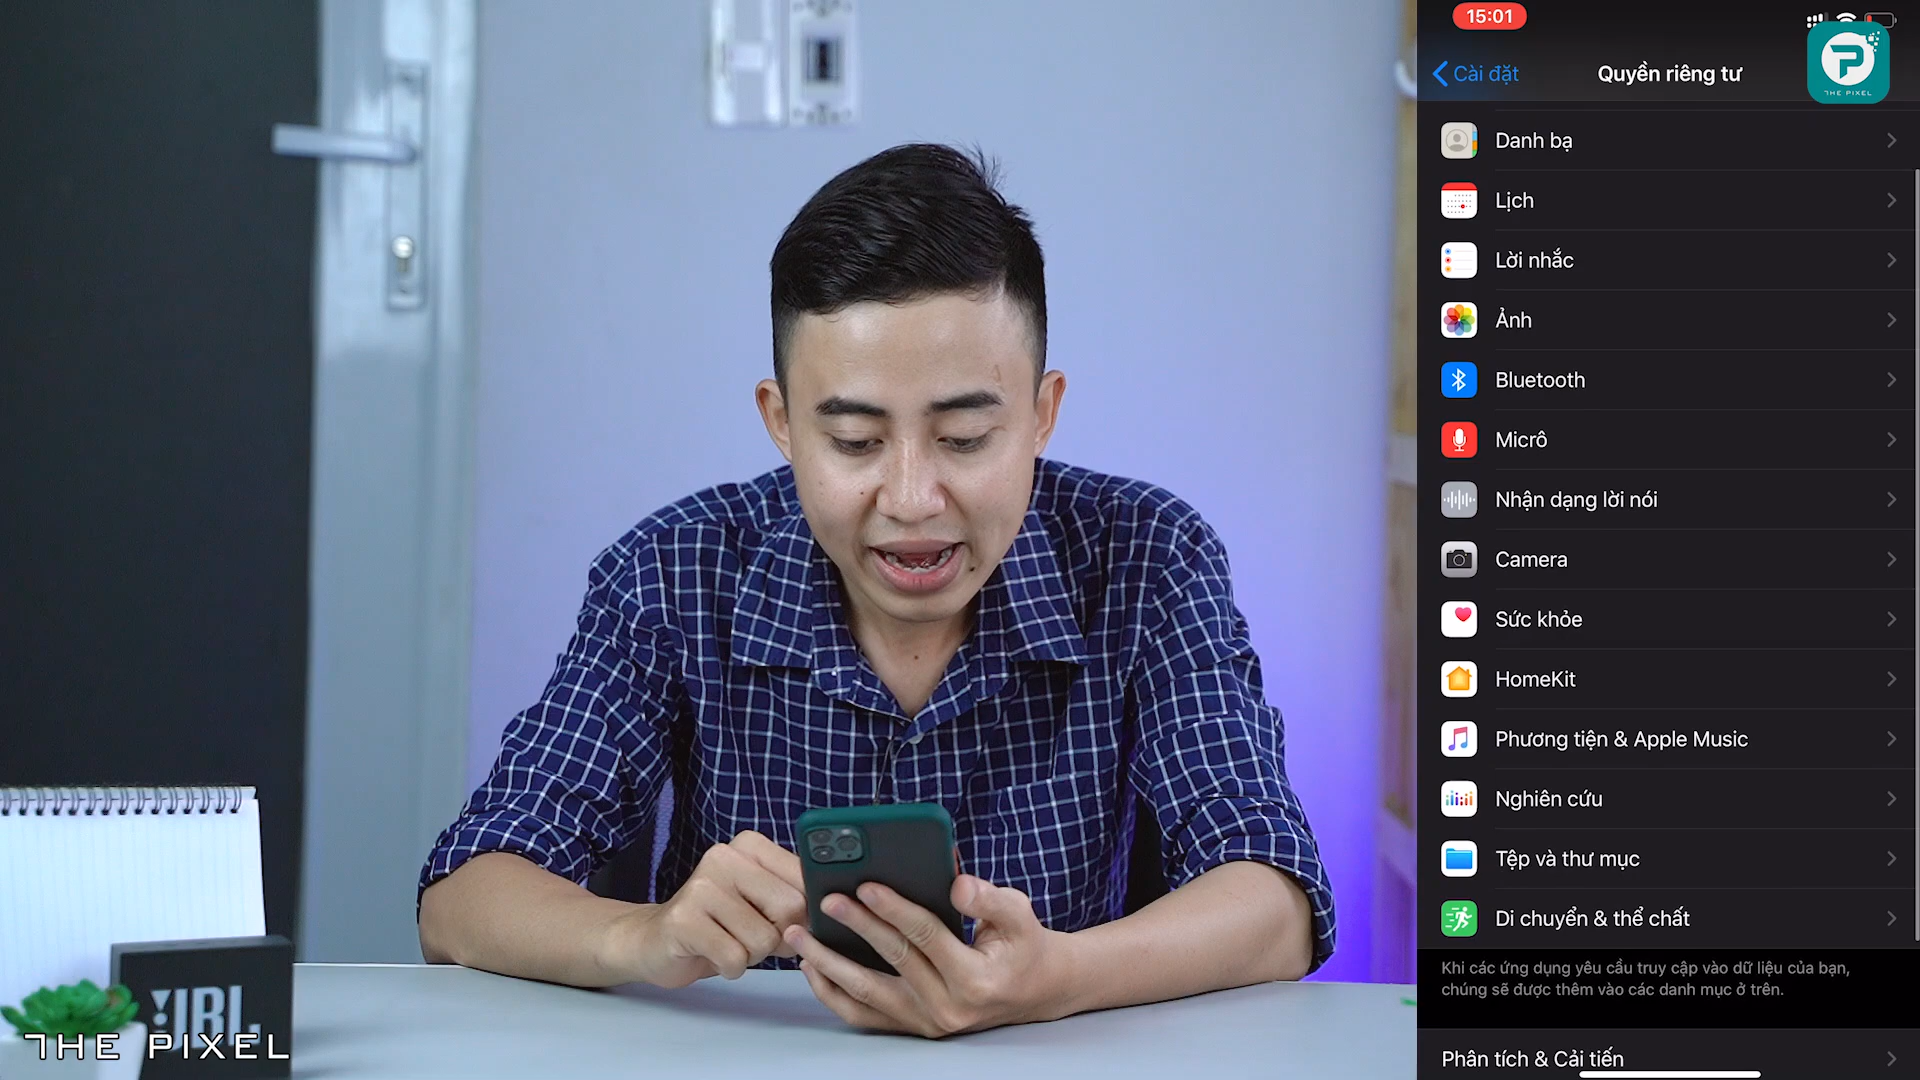 15:01
Cài đặt
Quyền riêng tư
THE PIXEL
Danh bạ
Lịch
Lời nhắc
Ảnh
Bluetooth
Micrô
Nhận dạng lời nói
Camera
Sức khỏe
HomeKit
Phương tiện & Apple Music
Nghiên cứu
Tệp và thư mục
Di chuyển & thể chất
Khi các ứng dụng yêu cầu truy cập vào dữ liệu của bạn,
chúng sẽ được thêm vào các danh mục ở trên.
Phân tích & Cải tiến
JBL
THE PIXEL